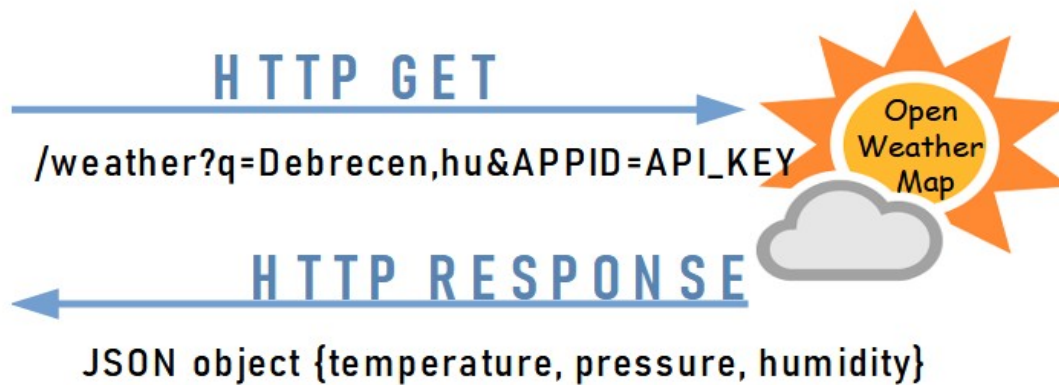 HTTP GET
Open
Weather
Map
/weather?q=Debrecen,hu&APPID=API_KEY
HTTP RESPONSE
JSON object {temperature, pressure, humidity}